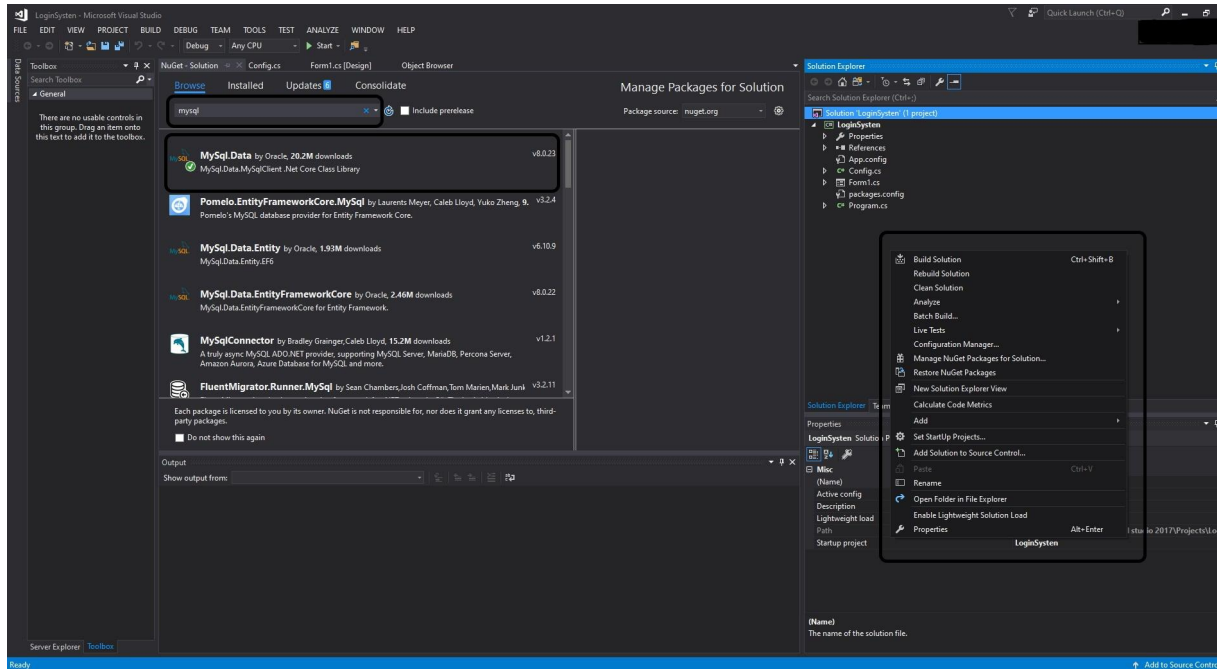 LoginSysten - Microsoft Visual Studio
Quick Launch (Ctrl+Q)
FILE EDIT VIEW PROJECT BUILD DEBUG TEAM TOOLS TEST ANALYZE WINDOW HELP
Debug Any CPU Start
Data Sources
Toolbox
Search Toolbox
General
There are no usable controls in
this group. Drag an item onto
this text to add it to the toolbox.
Server Explorer Toolbox
NuGet - Solution Config.cs Form1.cs [Design] Object Browser
Browse Installed Updates 6 Consolidate
Manage Packages for Solution
mysql
Include prerelease
Package source: nuget.org
MySql.Data by Oracle, 20.2M downloads v8.0.23
MySql.Data.MySqlClient .Net Core Class Library
Pomelo.EntityFrameworkCore.MySql by Laurents Meyer, Caleb Lloyd, Yuko Zheng, 9. v3.2.4
Pomelo's MySQL database provider for Entity Framework Core.
MySql.Data.Entity by Oracle, 1.93M downloads v6.10.9
MySql.Data.Entity.EF6
MySql.Data.EntityFrameworkCore by Oracle, 2.46M downloads v8.0.22
MySql.Data.EntityFrameworkCore for Entity Framework.
MySqlConnector by Bradley Grainger,Caleb Lloyd, 15.2M downloads v1.2.1
A truly async MySQL ADO.NET provider, supporting MySQL Server, MariaDB, Percona Server,
Amazon Aurora, Azure Database for MySQL and more.
FluentMigrator.Runner.MySql by Sean Chambers,Josh Coffman,Tom Marien,Mark Junk v3.2.11
Each package is licensed to you by its owner. NuGet is not responsible for, nor does it grant any licenses to, third-
party packages.
Do not show this again
Output
Show output from:
Solution Explorer
Search Solution Explorer (Ctrl+;)
Solution 'LoginSysten' (1 project)
LoginSysten
Properties
References
App.config
Config.cs
Form1.cs
packages.config
Program.cs
Build Solution Ctrl+Shift+B
Rebuild Solution
Clean Solution
Analyze
Batch Build...
Live Tests
Configuration Manager...
Manage NuGet Packages for Solution...
Restore NuGet Packages
New Solution Explorer View
Calculate Code Metrics
Add
Set StartUp Projects...
Add Solution to Source Control...
Paste Ctrl+V
Rename
Open Folder in File Explorer
Enable Lightweight Solution Load
Properties Alt+Enter
Solution Explorer
Properties
LoginSysten Solution P
Misc
(Name)
Active config
Description
Lightweight load
Path 2017\Projects\Lo
Startup project LoginSysten
(Name)
The name of the solution file.
Ready
Add to Source Control